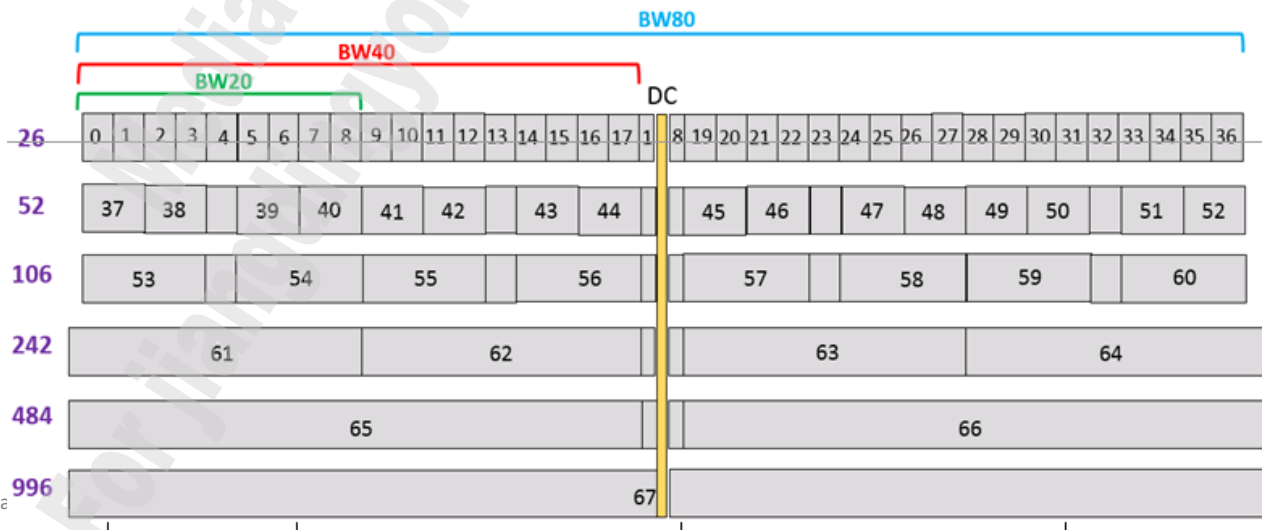 BW80
BW40
BW20
DC
26 0 1 2 3 4 5 6 7 8 9 10 11 12 13 14 15 16 17 1 8 19 20 21 22 23 24 25 26 27 28 29 30 31 32 33 34 35 36
52 37 38 39 40 41 42 43 44 45 46 47 48 49 50 51 52
106 53 54 55 56 57 58 59 60
242 61 62 63 64
484 65 66
996 67
a
For jiangdingyo
Media